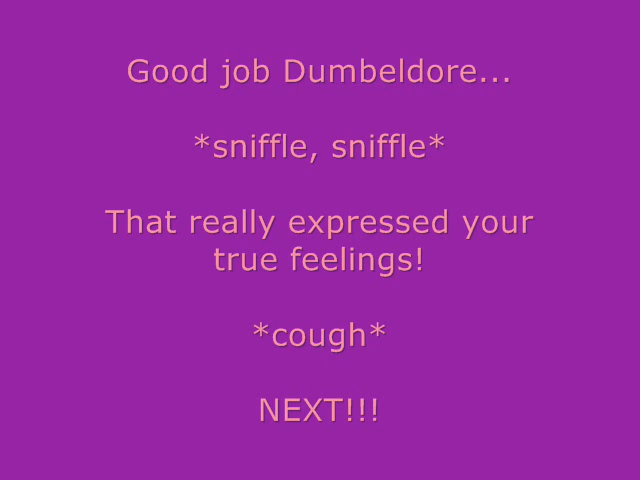 Good job Dumbeldore...
*sniffle, sniffle*
That really expressed your
true feelings!
*cough*
NEXT!!!